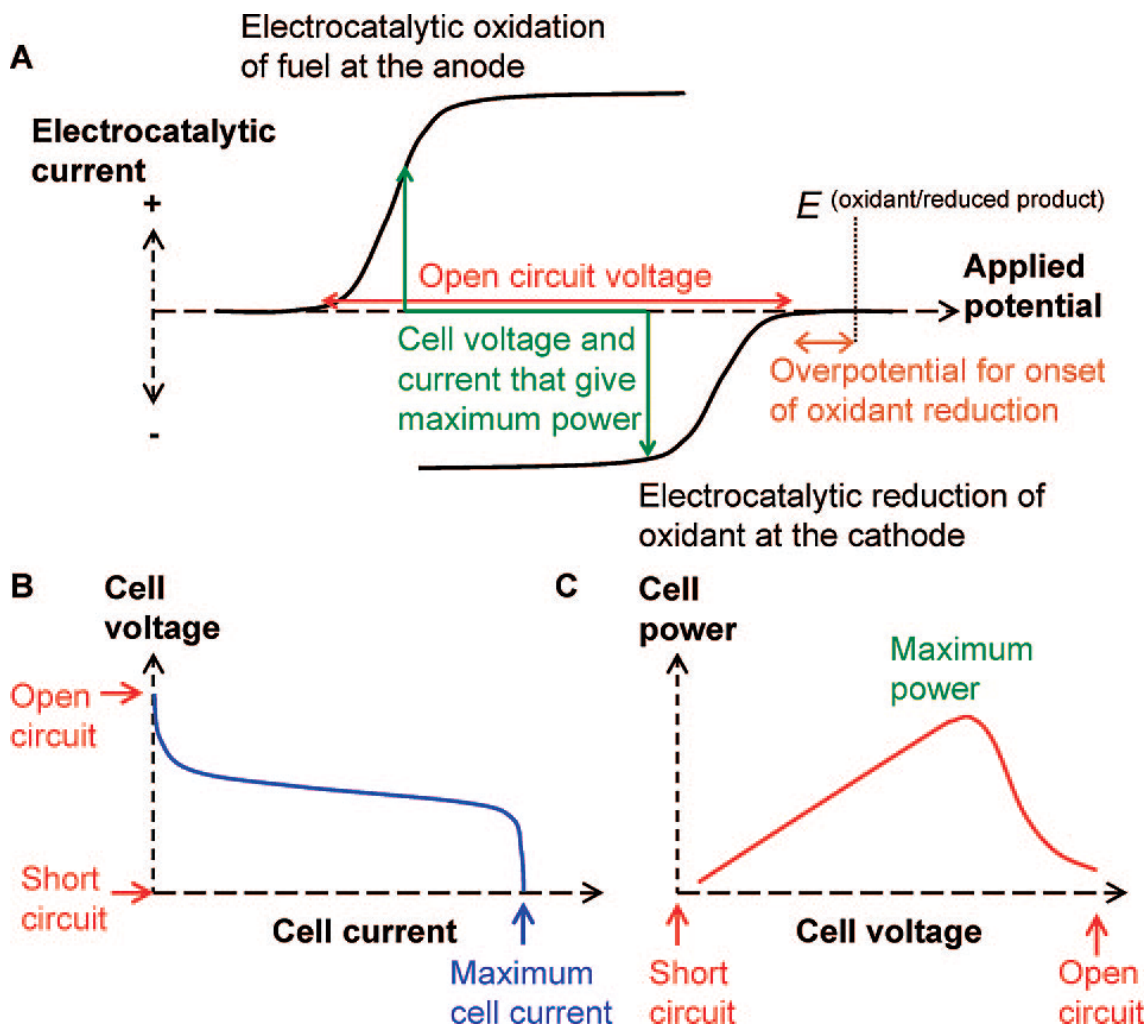 A
Electrocatalytic oxidation
of fuel at the anode
Electrocatalytic
current
+
-
E (oxidant/reduced product)
Applied
potential
Open circuit voltage
Cell voltage and
current that give
maximum power
Overpotential for onset
of oxidant reduction
Electrocatalytic reduction of
oxidant at the cathode
B
Cell
voltage
Open
circuit
Short
circuit
Cell current
Maximum
cell current
C
Cell
power
Maximum
power
Cell voltage
Short
circuit
Open
circuit